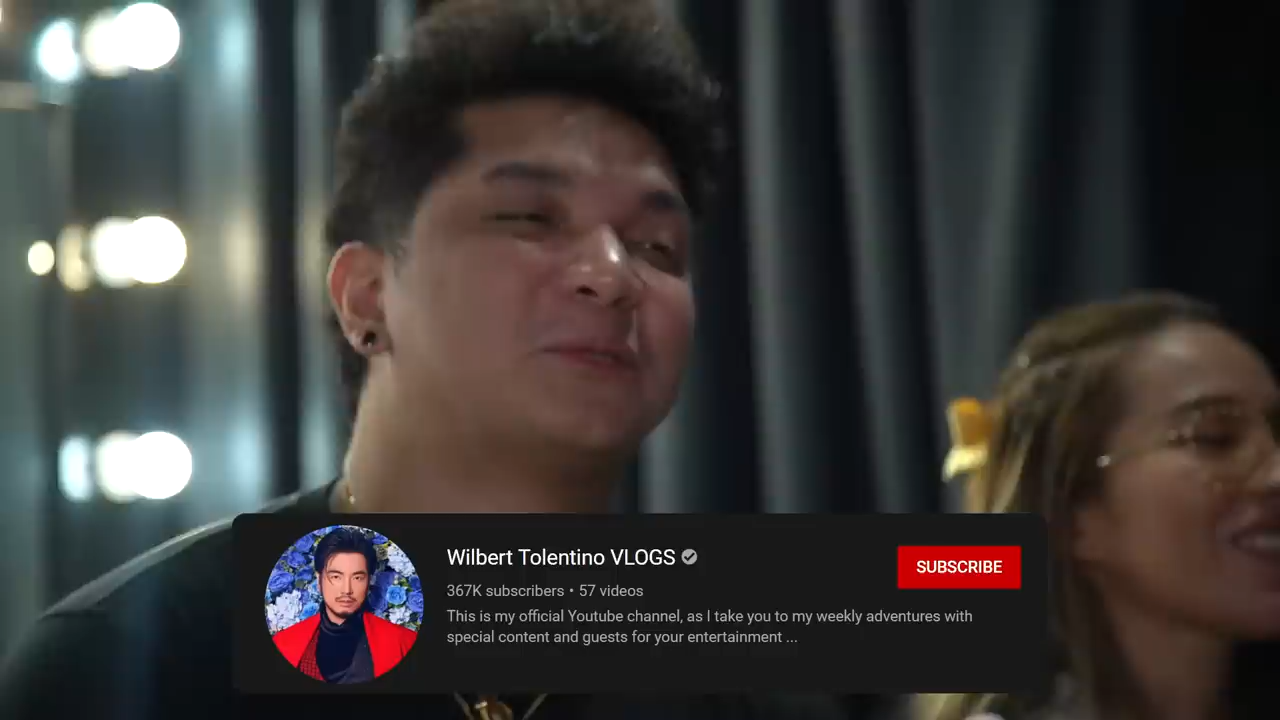 Wilbert Tolentino VLOGS
367K subscribers • 57 videos
This is my official Youtube channel, as I take you to my weekly adventures with
special content and guests for your entertainment ...
SUBSCRIBE